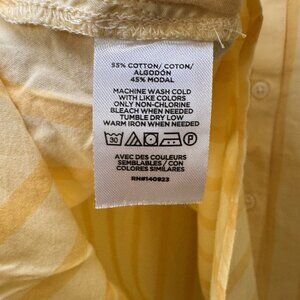 55% COTTON/ COTON/
ALGODÓN
45% MODAL
MACHINE WASH COLD
WITH LIKE COLORS
ONLY NON-CHLORINE
BLEACH WHEN NEEDED
TUMBLE DRY LOW
WARM IRON WHEN NEEDED
30
AVEC DES COULEURS
SEMBLABLES / CON
COLORES SIMILARES
RN#140923